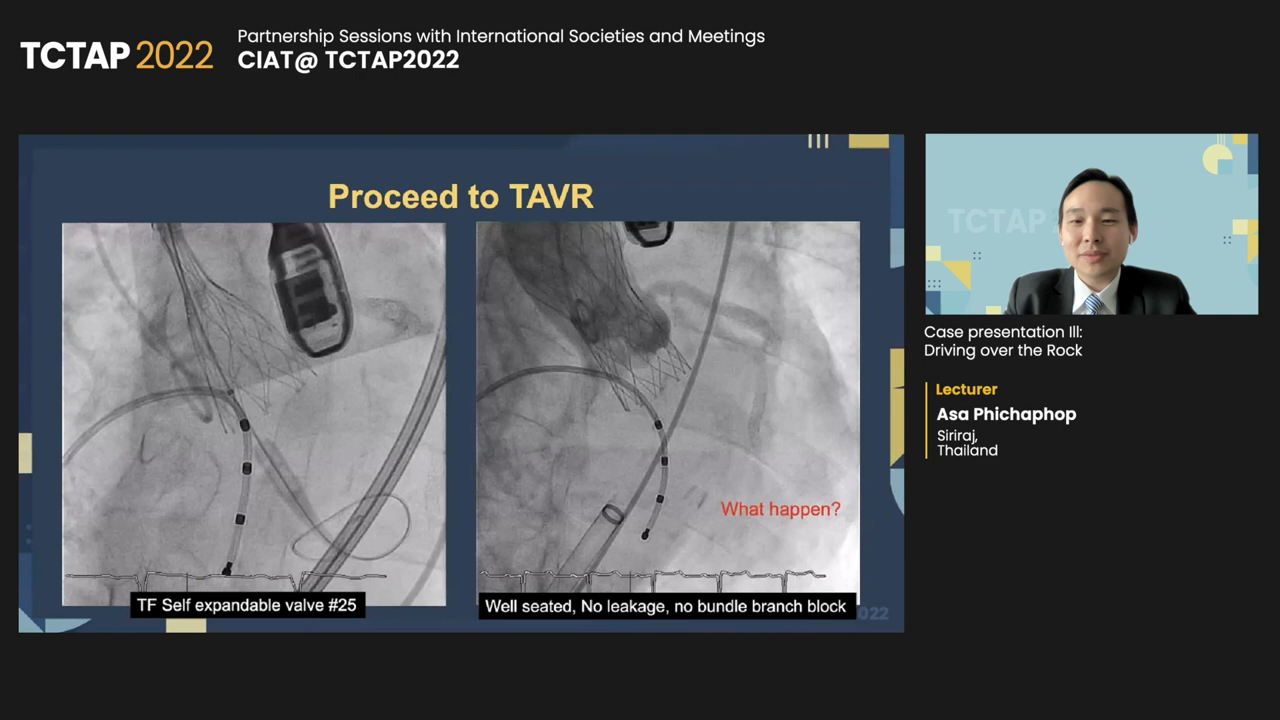 TCTAP 2022
Partnership Sessions with International Societies and Meetings
CIAT@ TCTAP2022
Proceed to TAVR
What happen?
TF Self expandable valve #25
Well seated, No leakage, no bundle branch block
022
TCTAP
Case presentation III:
Driving over the Rock
Lecturer
Asa Phichaphop
Siriraj,
Thailand